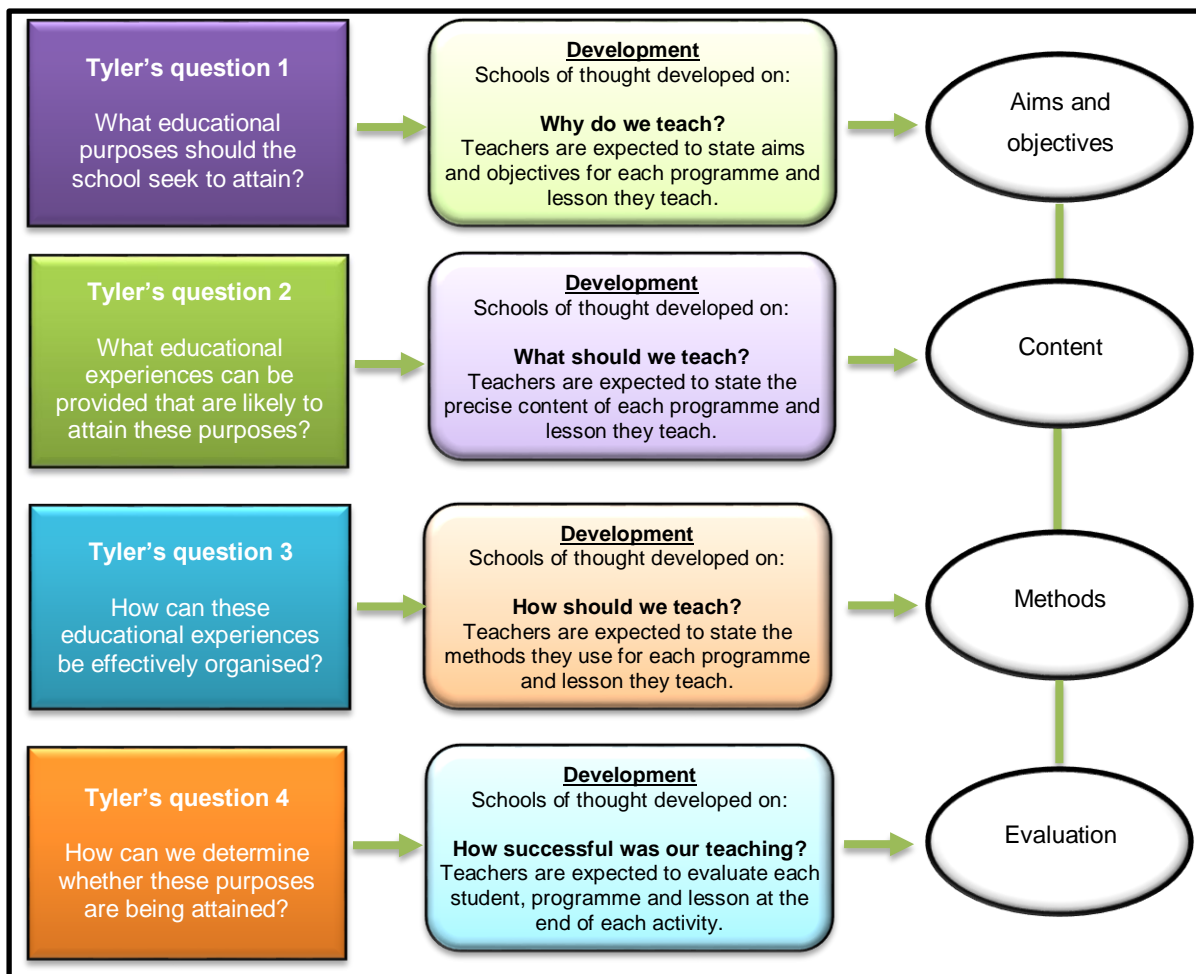 Tyler's question 1
What educational
purposes should the
school seek to attain?
Development
Schools of thought developed on:
Why do we teach?
Teachers are expected to state aims
and objectives for each programme and
lesson they teach.
Aims and
objectives
Tyler's question 2
What educational
experiences can be
provided that are likely to
attain these purposes?
Development
Schools of thought developed on:
What should we teach?
Teachers are expected to state the
precise content of each programme and
lesson they teach.
Content
Tyler's question 3
How can these
educational experiences
be effectively organised?
Development
Schools of thought developed on:
How should we teach?
Teachers are expected to state the
methods they use for each programme
and lesson they teach.
Methods
Tyler's question 4
How can we determine
whether these purposes
are being attained?
Development
Schools of thought developed on:
How successful was our teaching?
Teachers are expected to evaluate each
student, programme and lesson at the
end of each activity.
Evaluation